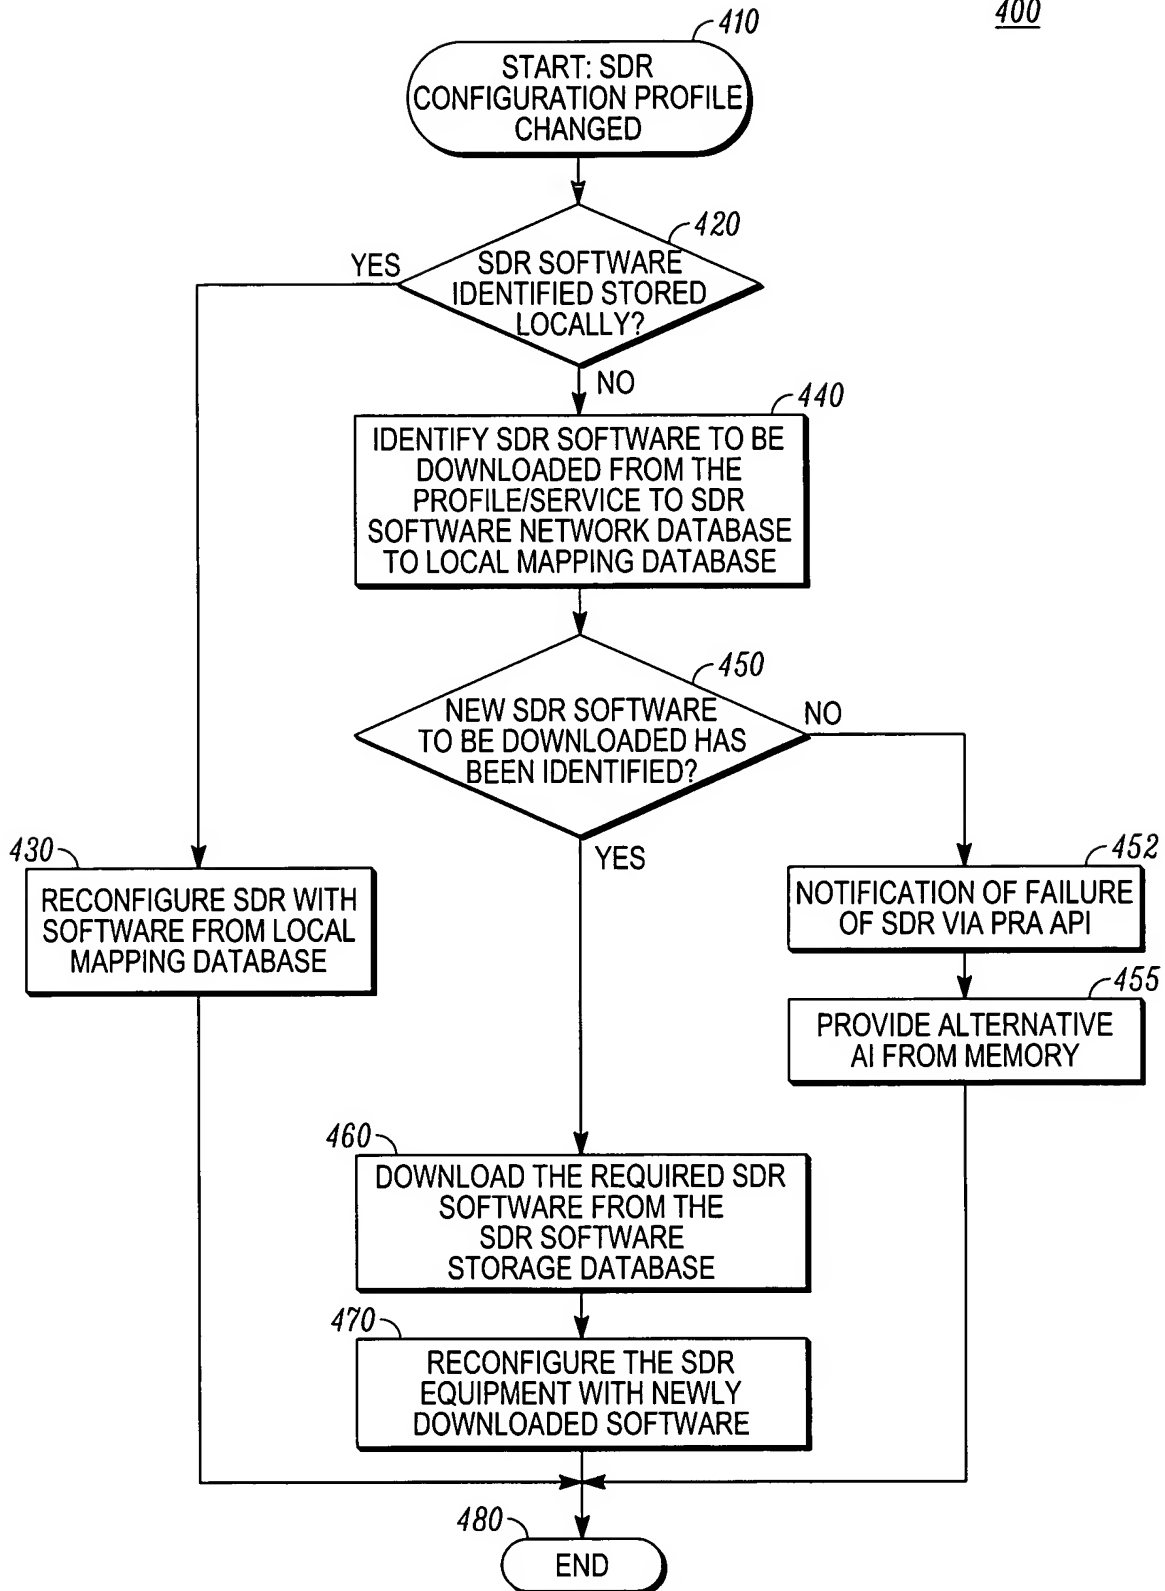 400
410
START: SDR
CONFIGURATION PROFILE
CHANGED
420
YES
SDR SOFTWARE
IDENTIFIED STORED
LOCALLY?
NO
440
IDENTIFY SDR SOFTWARE TO BE
DOWNLOADED FROM THE
PROFILE/SERVICE TO SDR
SOFTWARE NETWORK DATABASE
TO LOCAL MAPPING DATABASE
450
NEW SDR SOFTWARE
TO BE DOWNLOADED HAS
BEEN IDENTIFIED?
NO
YES
430
RECONFIGURE SDR WITH
SOFTWARE FROM LOCAL
MAPPING DATABASE
452
NOTIFICATION OF FAILURE
OF SDR VIA PRA API
455
PROVIDE ALTERNATIVE
AI FROM MEMORY
460
DOWNLOAD THE REQUIRED SDR
SOFTWARE FROM THE
SDR SOFTWARE
STORAGE DATABASE
470
RECONFIGURE THE SDR
EQUIPMENT WITH NEWLY
DOWNLOADED SOFTWARE
480
END